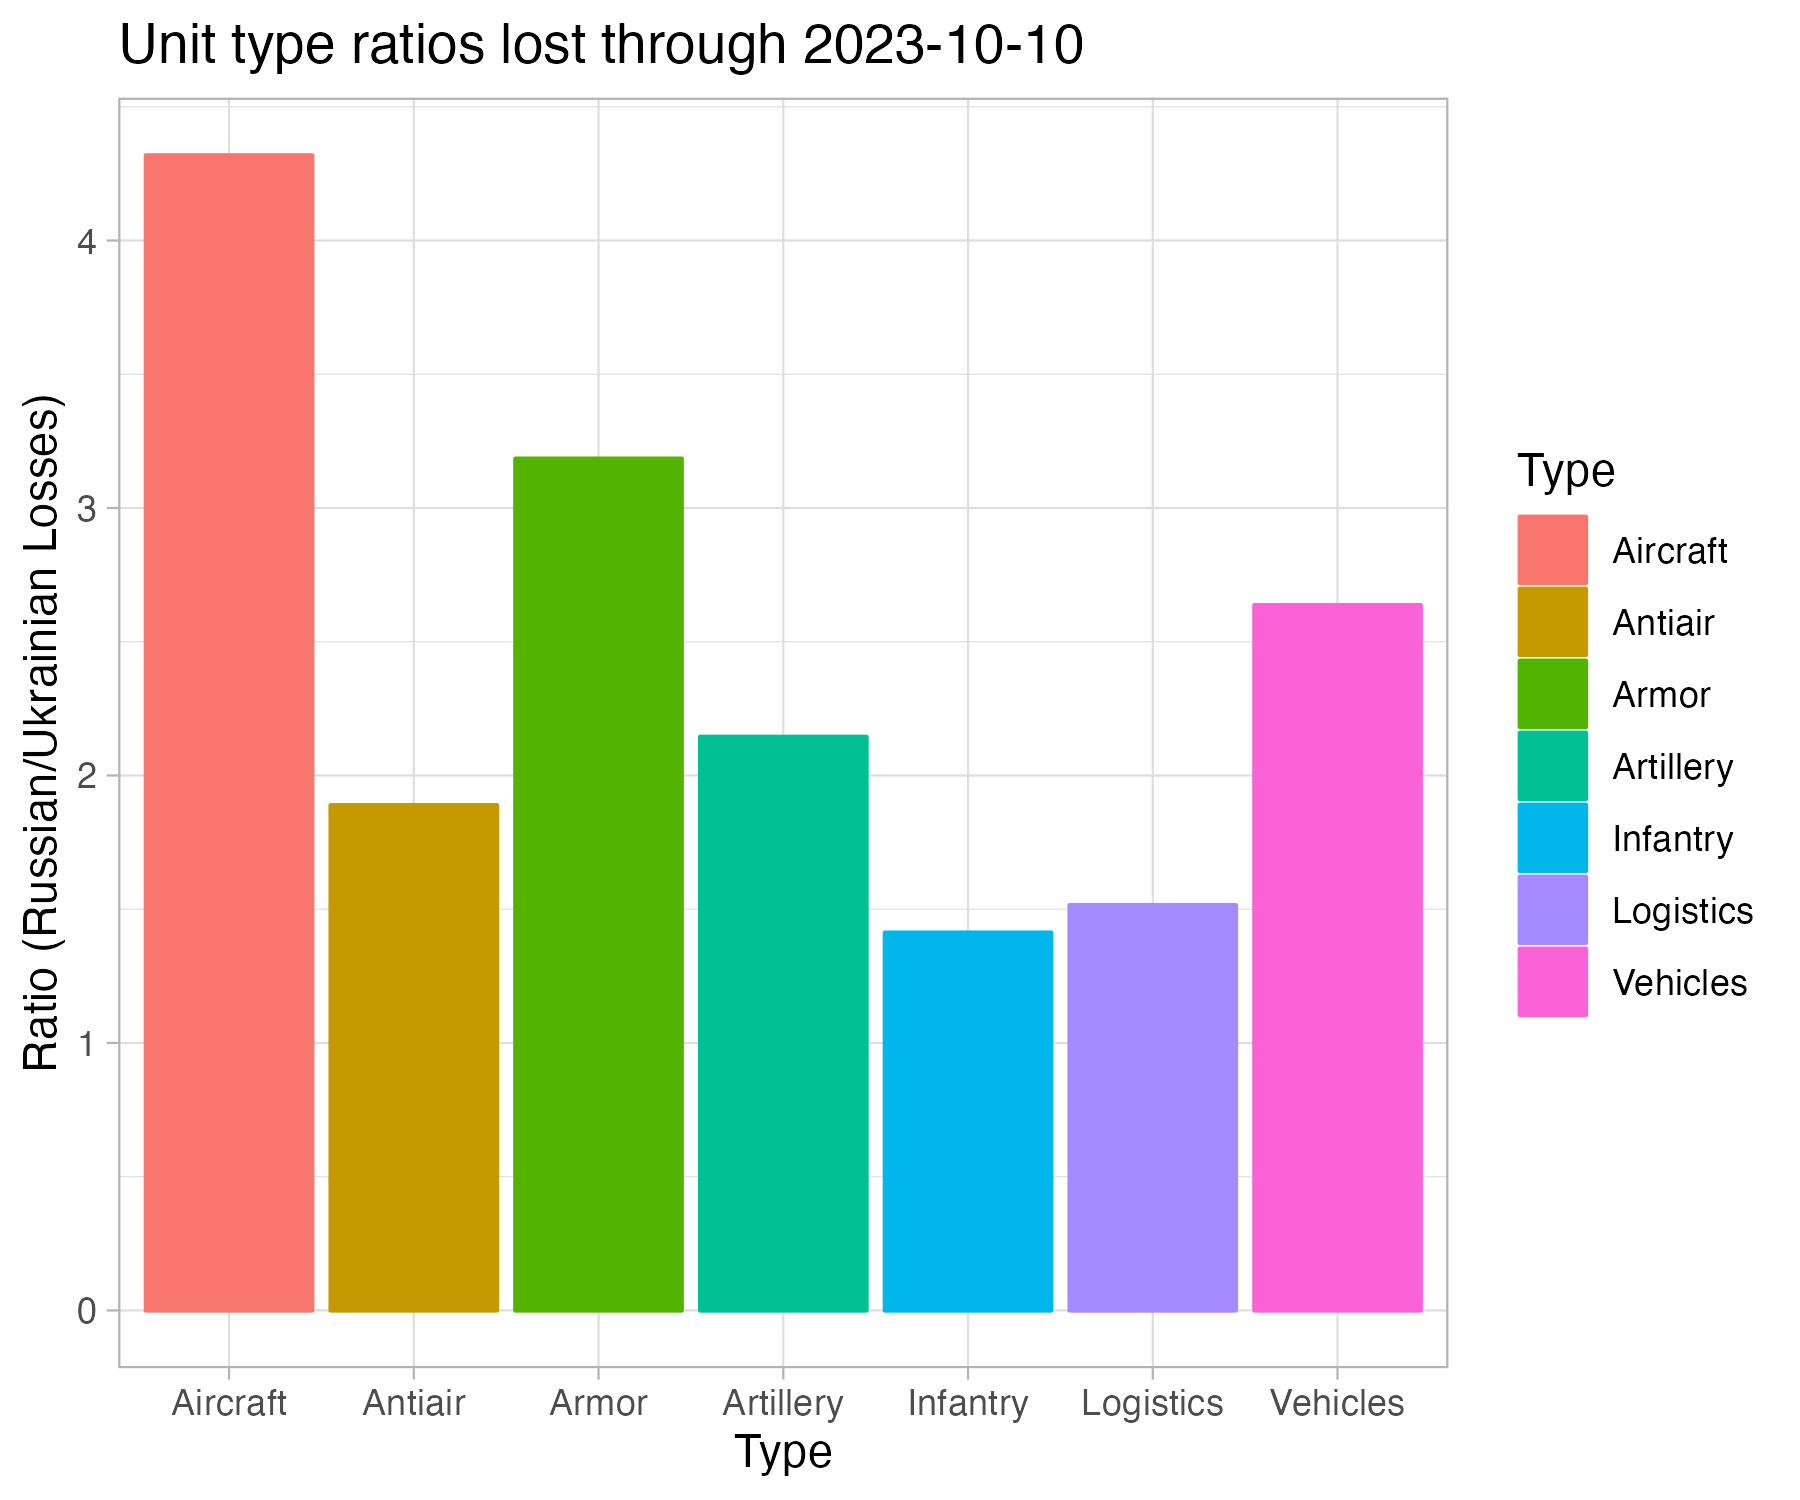 Unit type ratios lost through 2023-10-10
Ratio (Russian/Ukrainian Losses)
4
3
2
1
0
Aircraft
Antiair
Armor
Artillery
Infantry
Logistics
Vehicles
Type
Type
Aircraft
Antiair
Armor
Artillery
Infantry
Logistics
Vehicles